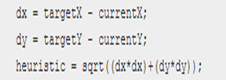 dx = targetX - currentX;
dy = targetY - currentY;
heuristic = sqrt((dx*dx)+(dy*dy));